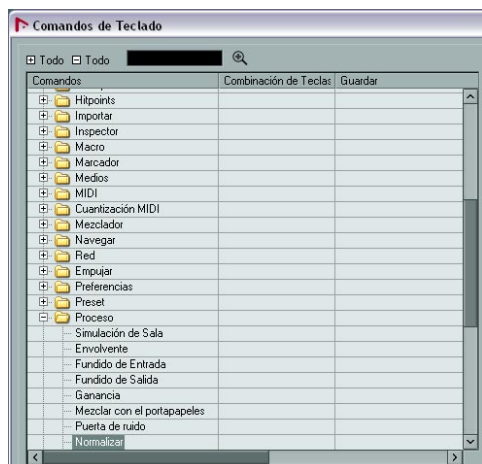 Comandos de Teclado
Todo Todo
Comandos Combinación de Teclas Guardar
Hitpoints
Importar
Inspector
Macro
Marcador
Medios
MIDI
Cuantización MIDI
Mezclador
Navegar
Red
Empujar
Preferencias
Preset
Proceso
Simulación de Sala
Envolvente
Fundido de Entrada
Fundido de Salida
Ganancia
Mezclar con el portapapeles
Puerta de ruido
Normalizar